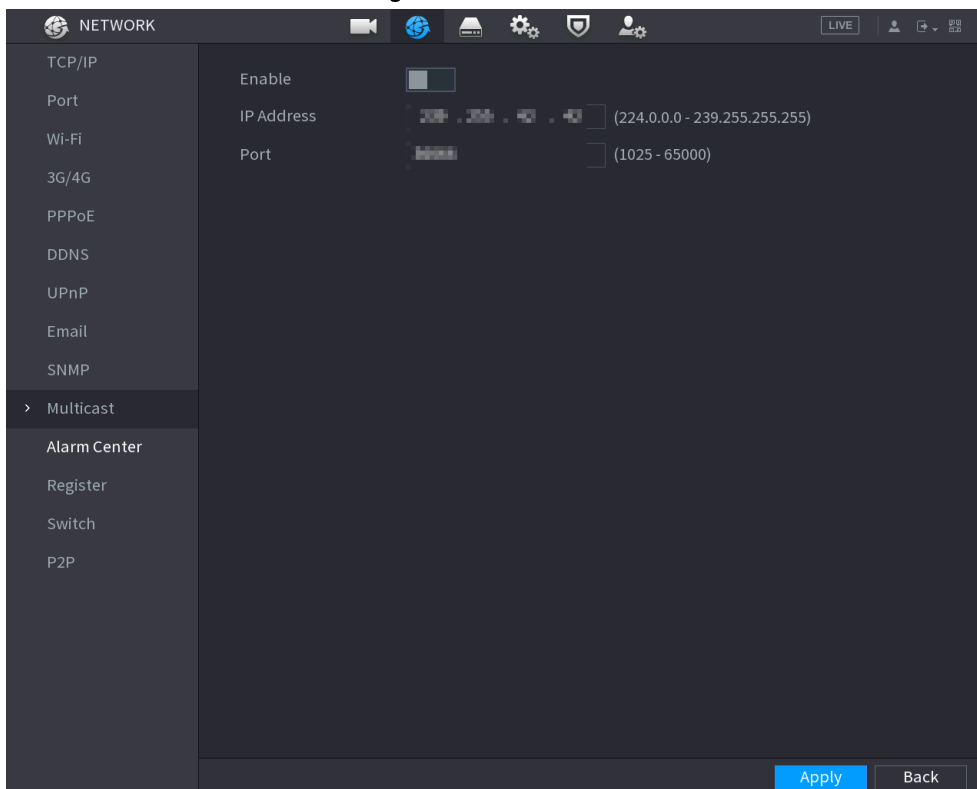 NETWORK
LIVE
TCP/IP
Port
Wi-Fi
3G/4G
PPPoE
DDNS
UPnP
Email
SNMP
Multicast
Alarm Center
Register
Switch
P2P
Enable
IP Address (224.0.0.0 - 239.255.255.255)
Port (1025 - 65000)
Apply Back